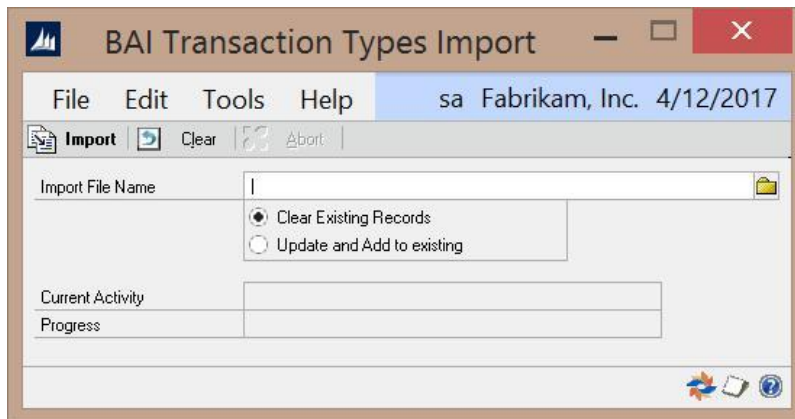 BAI Transaction Types Import
File Edit Tools Help sa Fabrikam, Inc. 4/12/2017
Import Clear Abort
Import File Name
Clear Existing Records
Update and Add to existing
Current Activity
Progress